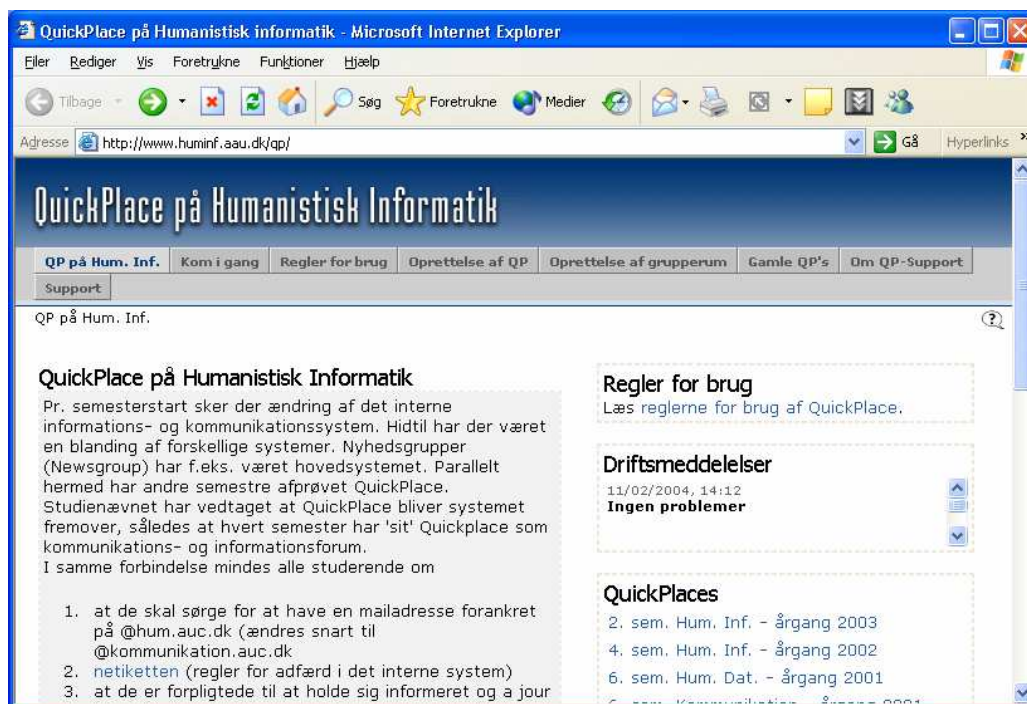 QuickPlace på Humanistisk informatik - Microsoft Internet Explorer
Filer Rediger Vis Foretrukne Funktioner Hjælp
Tilbage Søg Foretrukne Medier
Adresse http://www.huminf.aau.dk/qp/ Gå Hyperlinks »
QuickPlace på Humanistisk Informatik
QP på Hum. Inf. Kom i gang Regler for brug Oprettelse af QP Oprettelse af grupperum Gamle QP's Om QP-Support
Support
QP på Hum. Inf.
QuickPlace på Humanistisk Informatik
Pr. semesterstart sker der ændring af det interne
informations- og kommunikationssystem. Hidtil har der været
en blanding af forskellige systemer. Nyhedsgrupper
(Newsgroup) har f.eks. været hovedsystemet. Parallelt
hermed har andre semestre afprøvet QuickPlace.
Studienævnet har vedtaget at QuickPlace bliver systemet
fremover, således at hvert semester har 'sit' Quickplace som
kommunikations- og informationsforum.
I samme forbindelse mindes alle studerende om
1. at de skal sørge for at have en mailadresse forankret
på @hum.auc.dk (ændres snart til
@kommunikation.auc.dk
2. netiketten (regler for adfærd i det interne system)
3. at de er forpligtede til at holde sig informeret og a jour
Regler for brug
Læs reglerne for brug af QuickPlace.
Driftsmeddelelser
11/02/2004, 14:12
Ingen problemer
QuickPlaces
2. sem. Hum. Inf. - årgang 2003
4. sem. Hum. Inf. - årgang 2002
6. sem. Hum. Dat. - årgang 2001
6. sem. Kommunikation - årgang 2001